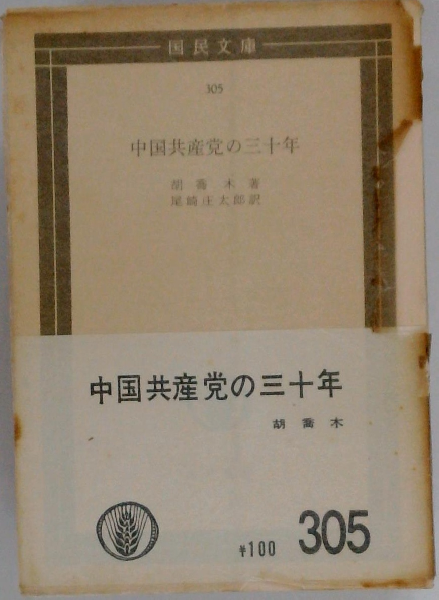 国民文庫
305
中国共産党の三十年
胡喬木著
尾崎庄太郎訳
中国共産党の三十年
胡喬木
¥100
305